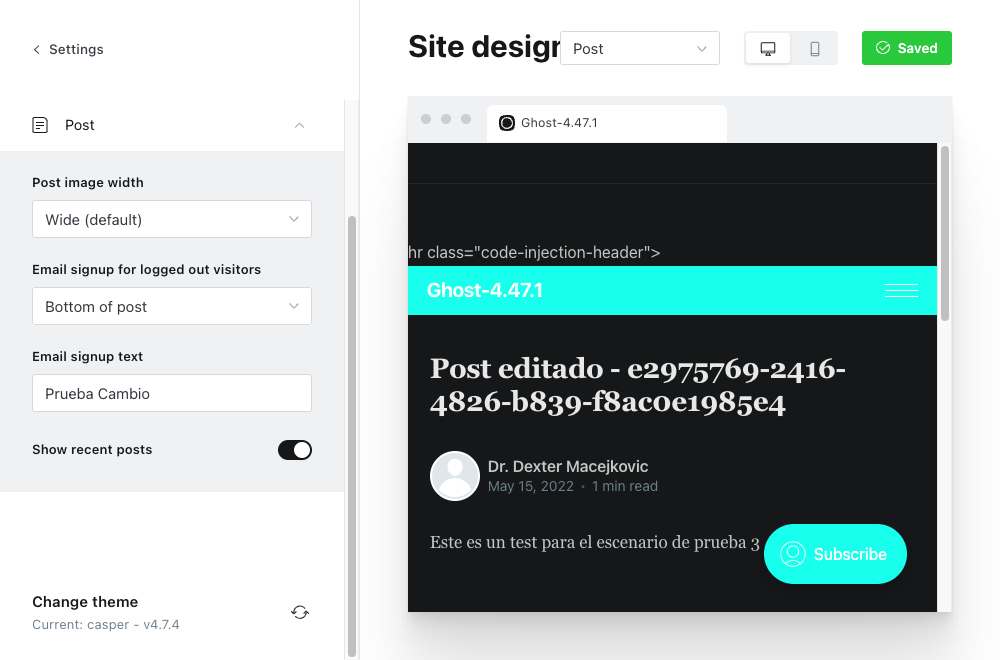 Settings
Site design
Post
Saved
Post
Ghost-4.47.1
Post image width
Wide (default)
hr class="code-injection-header">
Email signup for logged out visitors
Bottom of post
Ghost-4.47.1
Email signup text
Prueba Cambio
Post editado - e2975769-2416-
4826-b839-f8ac0e1985e4
Show recent posts
Dr. Dexter Macejkovic
May 15, 2022 • 1 min read
Este es un test para el escenario de prueba 3
Subscribe
Change theme
Current: casper - v4.7.4